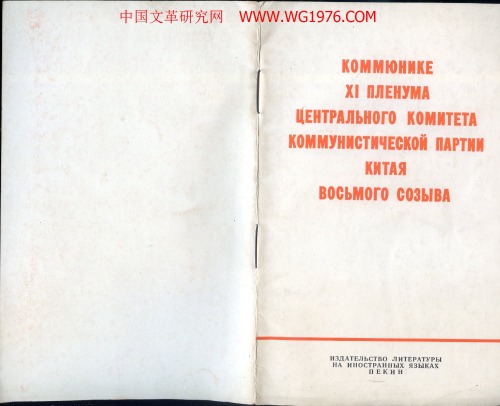 中国文革研究网 WWW.WG1976.COM
КОММЮНИКЕ
XI ПЛЕНУМА
ЦЕНТРАЛЬНОГО КОМИТЕТА
КОММУНИСТИЧЕСКОЙ ПАРТИИ
КИТАЯ
ВОСЬМОГО СОЗЫВА
ИЗДАТЕЛЬСТВО ЛИТЕРАТУРЫ
НА ИНОСТРАННЫХ ЯЗЫКАХ
ПЕКИН